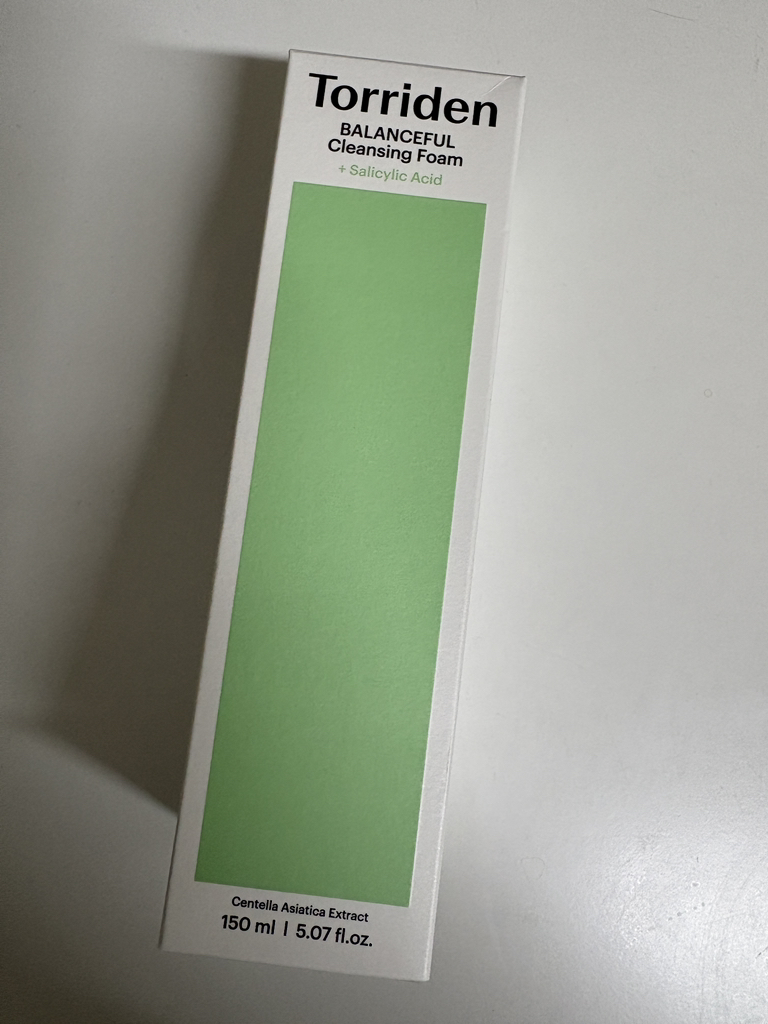 Torriden
BALANCEFUL
Cleansing Foam
+ Salicylic Acid
Centella Asiatica Extract
150 ml | 5.07 fl.oz.